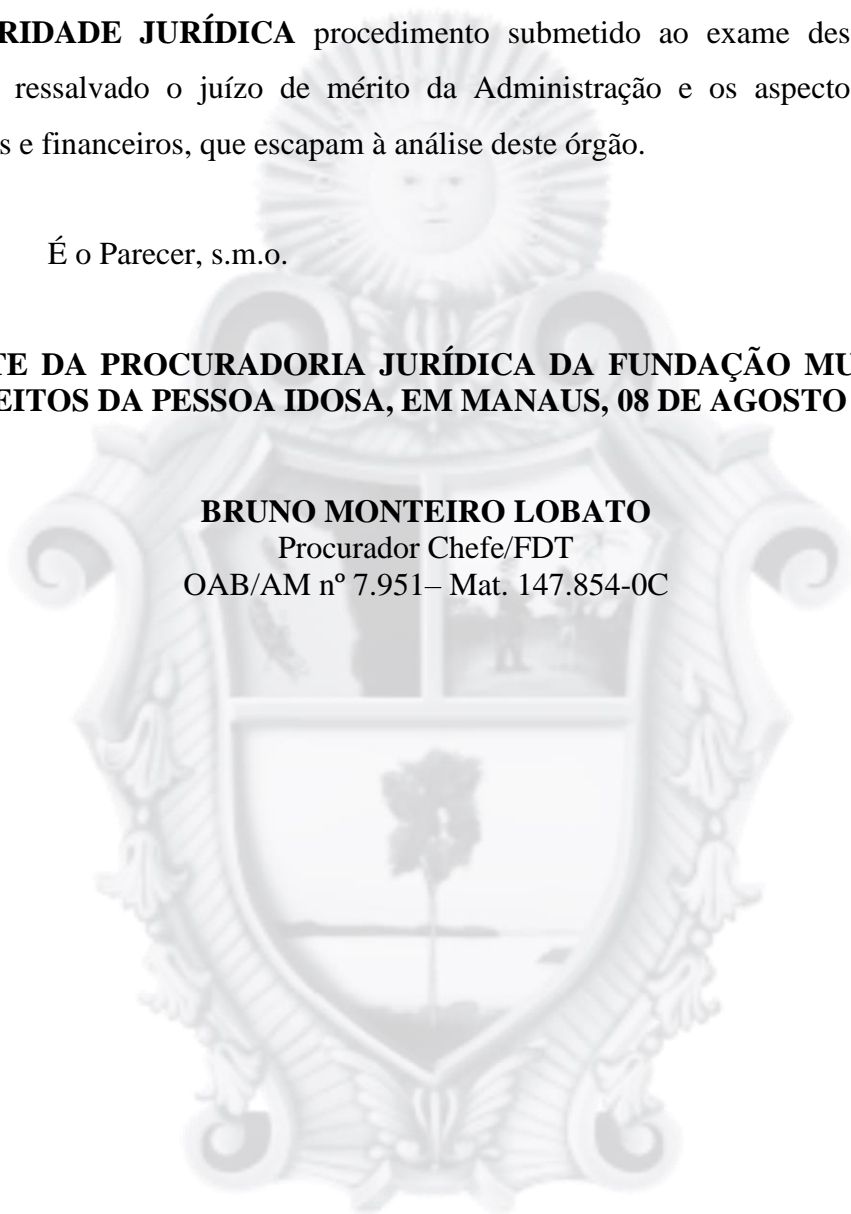 RIDADE JURÍDICA procedimento submetido ao exame des
ressalvado o juízo de mérito da Administração e os aspecto
s e financeiros, que escapam à análise deste órgão.
É o Parecer, s.m.o.
TE DA PROCURADORIA JURÍDICA DA FUNDAÇÃO MU
EITOS DA PESSOA IDOSA, EM MANAUS, 08 DE AGOSTO
BRUNO MONTEIRO LOBATO
Procurador Chefe/FDT
OAB/AM nº 7.951– Mat. 147.854-0C